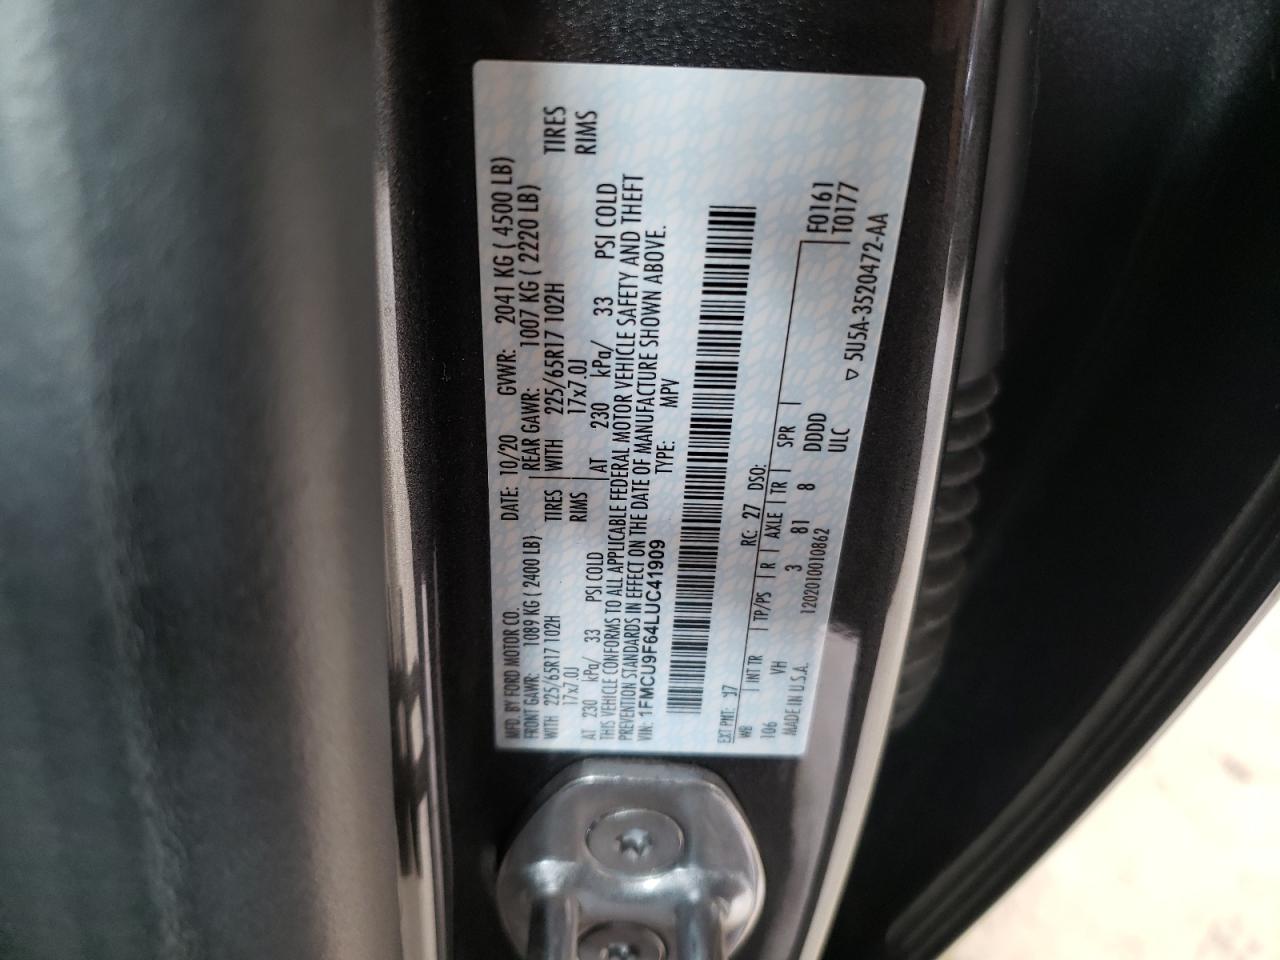 MFD. BY FORD MOTOR CO. DATE: 10/20 GVWR: 2041 KG ( 4500 LB)
FRONT GAWR: 1089 KG ( 2400 LB) REAR GAWR: 1007 KG ( 2220 LB)
WITH 225/65R17 102H TIRES WITH 225/65R17 102H TIRES
17x7.0J RIMS 17x7.0J RIMS
AT 230 kPa/ 33 PSI COLD AT 230 kPa/ 33 PSI COLD
THIS VEHICLE CONFORMS TO ALL APPLICABLE FEDERAL MOTOR VEHICLE SAFETY AND THEFT
PREVENTION STANDARDS IN EFFECT ON THE DATE OF MANUFACTURE SHOWN ABOVE.
VIN: 1FMCU9F64LUC41909 TYPE: MPV
EXT PNT: J7 RC: 27 DSO: F0161
WB INT TR TP/PS R AXLE TR SPR T0177
106 VH 3 81 8 DDDD
MADE IN U.S.A. 1202010010862 ULC ▽ 5U5A-3520472-AA